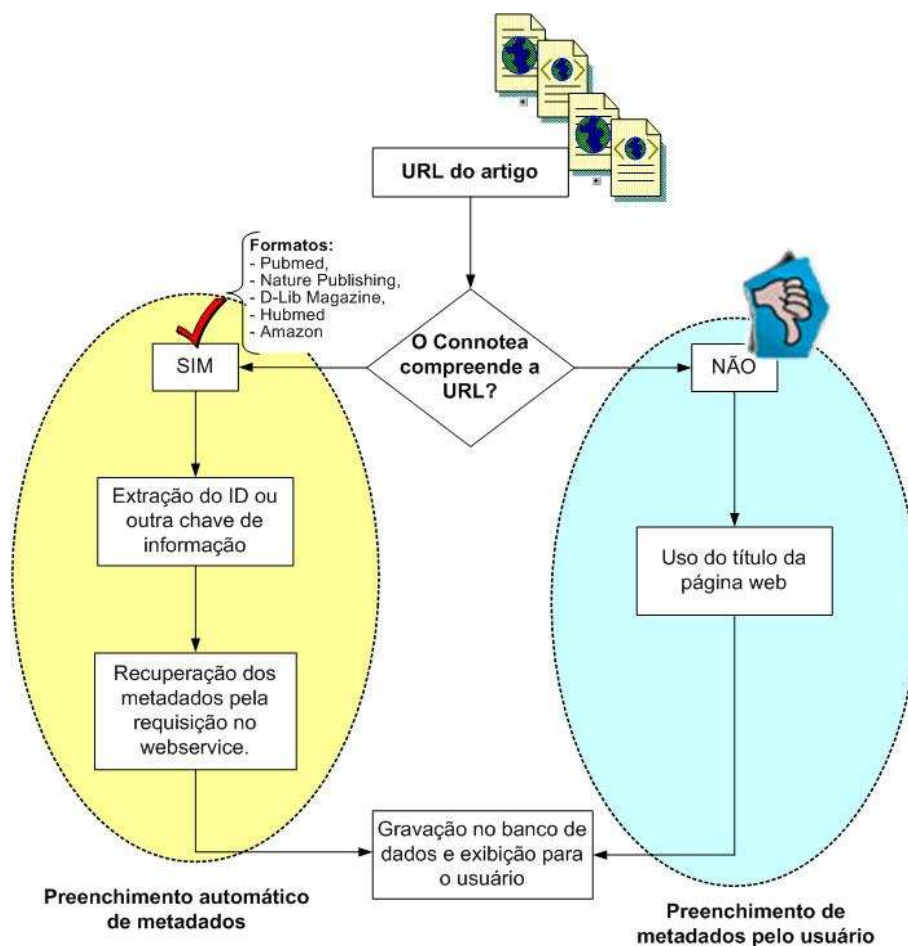 URL do artigo
Formatos:
- Pubmed,
- Nature Publishing,
- D-Lib Magazine,
- Hubmed
- Amazon
O Connotea
compreende a
URL?
SIM
NÃO
Extração do ID ou
outra chave de
informação
Uso do título da
página web
Recuperação dos
metadados pela
requisição no
webservice.
Gravação no banco de
dados e exibição para
o usuário
Preenchimento automático
de metadados
Preenchimento de
metadados pelo usuário